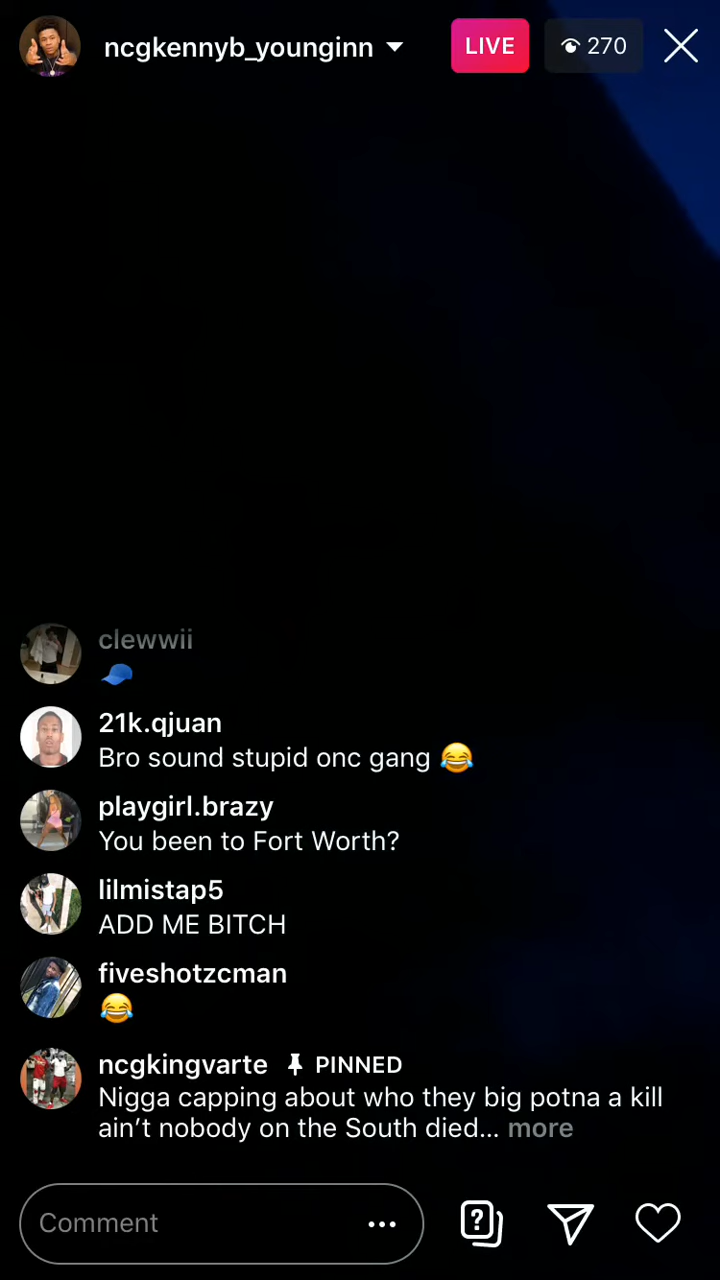 ncgkennyb_younginn
LIVE
270
clewwii
🧢
21k.qjuan
Bro sound stupid onc gang 😂
playgirl.brazy
You been to Fort Worth?
lilmistap5
ADD ME BITCH
fiveshotzcman
😂
ncgkingvarte PINNED
Nigga capping about who they big potna a kill
ain’t nobody on the South died... more
Comment